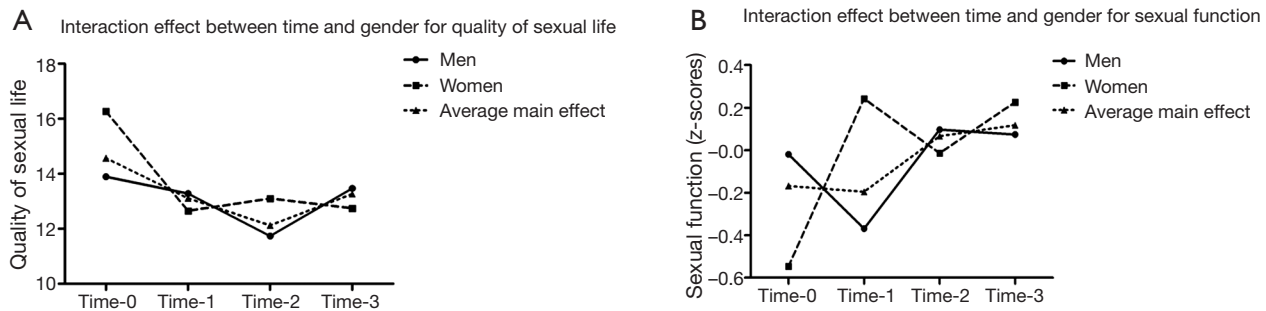 A
Interaction effect between time and gender for quality of sexual life
Quality of sexual life
18
16
14
12
10
Time-0 Time-1 Time-2 Time-3
Men
Women
Average main effect
B
Interaction effect between time and gender for sexual function
Sexual function (z-scores)
0.4
0.2
–0.0
–0.2
–0.4
–0.6
Time-0 Time-1 Time-2 Time-3
Men
Women
Average main effect